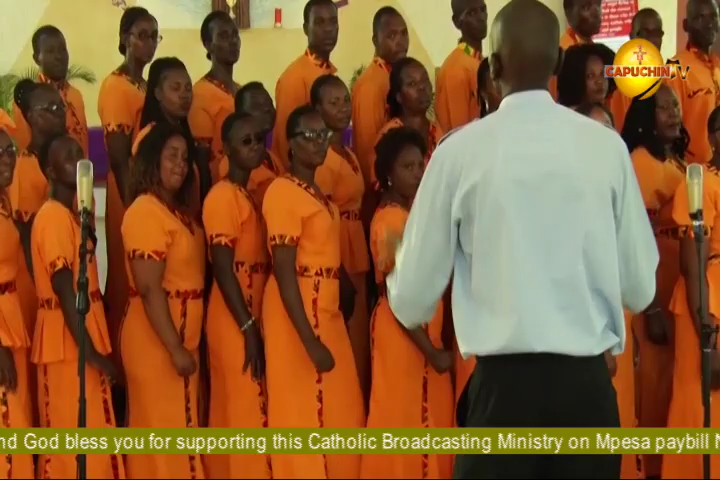 CAPUCHIN TV
nd God bless you for supporting this Catholic Broadcasting Ministry on Mpesa paybill N